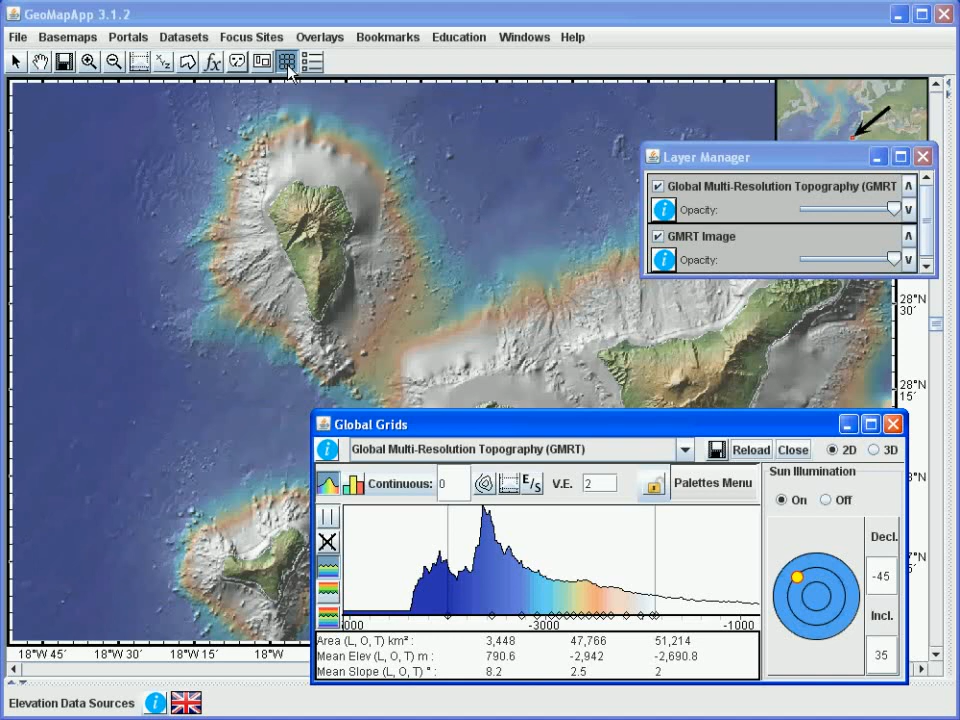 GeoMapApp 3.1.2
File Basemaps Portals Datasets Focus Sites Overlays Bookmarks Education Windows Help
Layer Manager
Global Multi-Resolution Topography (GMRT
Opacity:
GMRT Image
Opacity:
28°N
30'
28°N
15'
Global Grids
Global Multi-Resolution Topography (GMRT) Reload Close 2D 3D
Continuous: 0 E/S V.E. 2 Palettes Menu
Sun Illumination
On Off
Decl.
-45
Incl.
35
-3000 -1000
Area (L, O, T) km² : 3,448 47,766 51,214
Mean Elev (L, O, T) m : 790.6 -2,942 -2,690.8
Mean Slope (L, O, T) ° : 8.2 2.5 2
18°W 45' 18°W 30' 18°W 15' 18°W
Elevation Data Sources